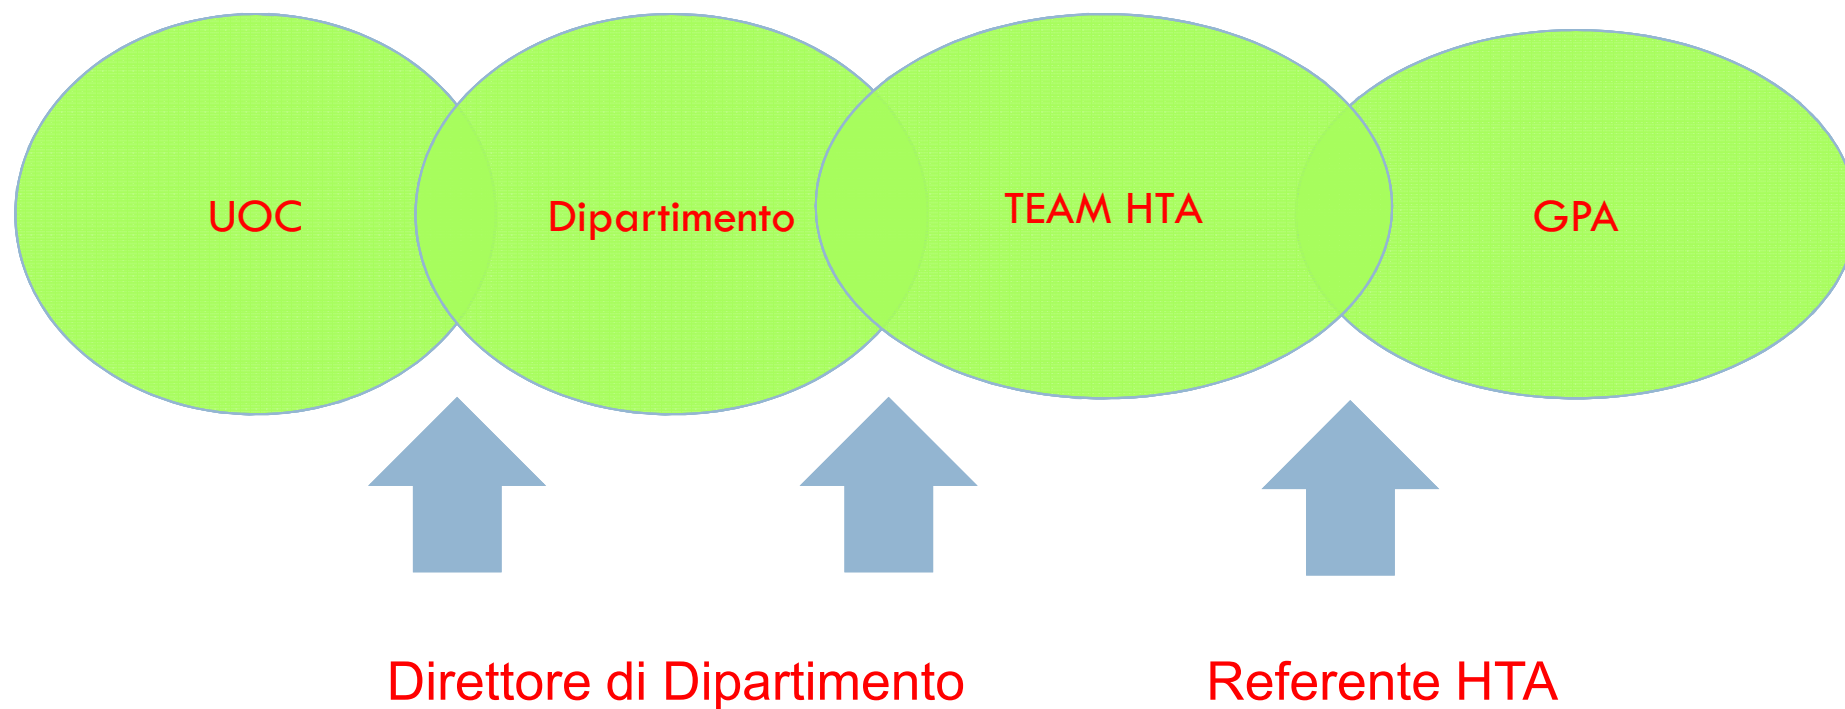 UOC
Dipartimento
TEAM HTA
GPA
Direttore di Dipartimento
Referente HTA